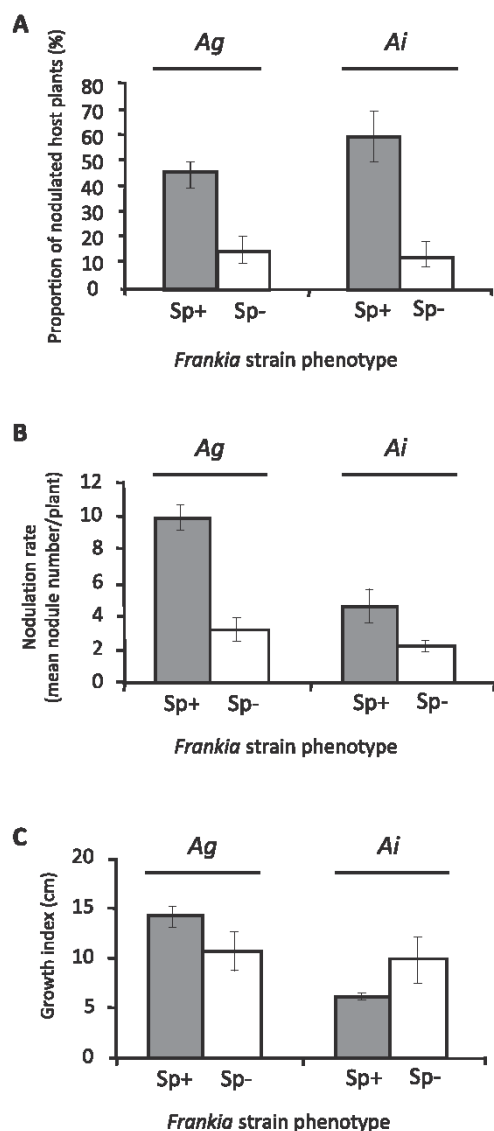 A
Ag Ai
Proportion of nodulated host plants (%)
80
70
60
50
40
30
20
10
0
Sp+ Sp- Sp+ Sp-
Frankia strain phenotype
B
Ag Ai
Nodulation rate
(mean nodule number/plant)
12
10
8
6
4
2
0
Sp+ Sp- Sp+ Sp-
Frankia strain phenotype
C
Ag Ai
Growth index (cm)
20
15
10
5
0
Sp+ Sp- Sp+ Sp-
Frankia strain phenotype